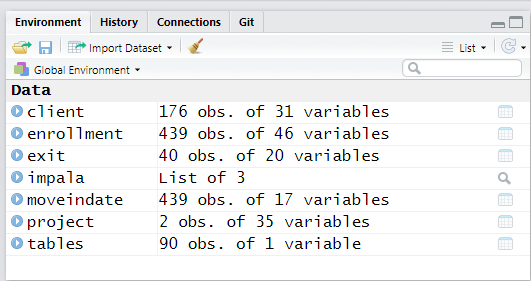 Environment History Connections Git
Import Dataset List
Global Environment
Data
client 176 obs. of 31 variables
enrollment 439 obs. of 46 variables
exit 40 obs. of 20 variables
impala List of 3
moveindate 439 obs. of 17 variables
project 2 obs. of 35 variables
tables 90 obs. of 1 variable